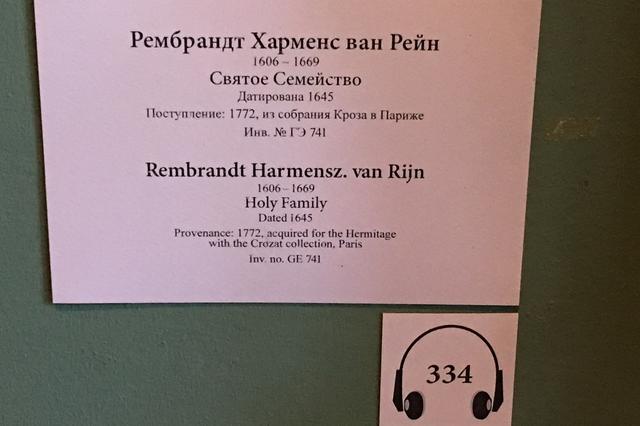 Рембрандт Харменс ван Рейн
1606 – 1669
Святое Семейство
Датирована 1645
Поступление: 1772, из собрания Кроза в Париже
Инв. № ГЭ 741
Rembrandt Harmensz. van Rijn
1606 – 1669
Holy Family
Dated 1645
Provenance: 1772, acquired for the Hermitage
with the Crozat collection, Paris
Inv. no. GE 741
334